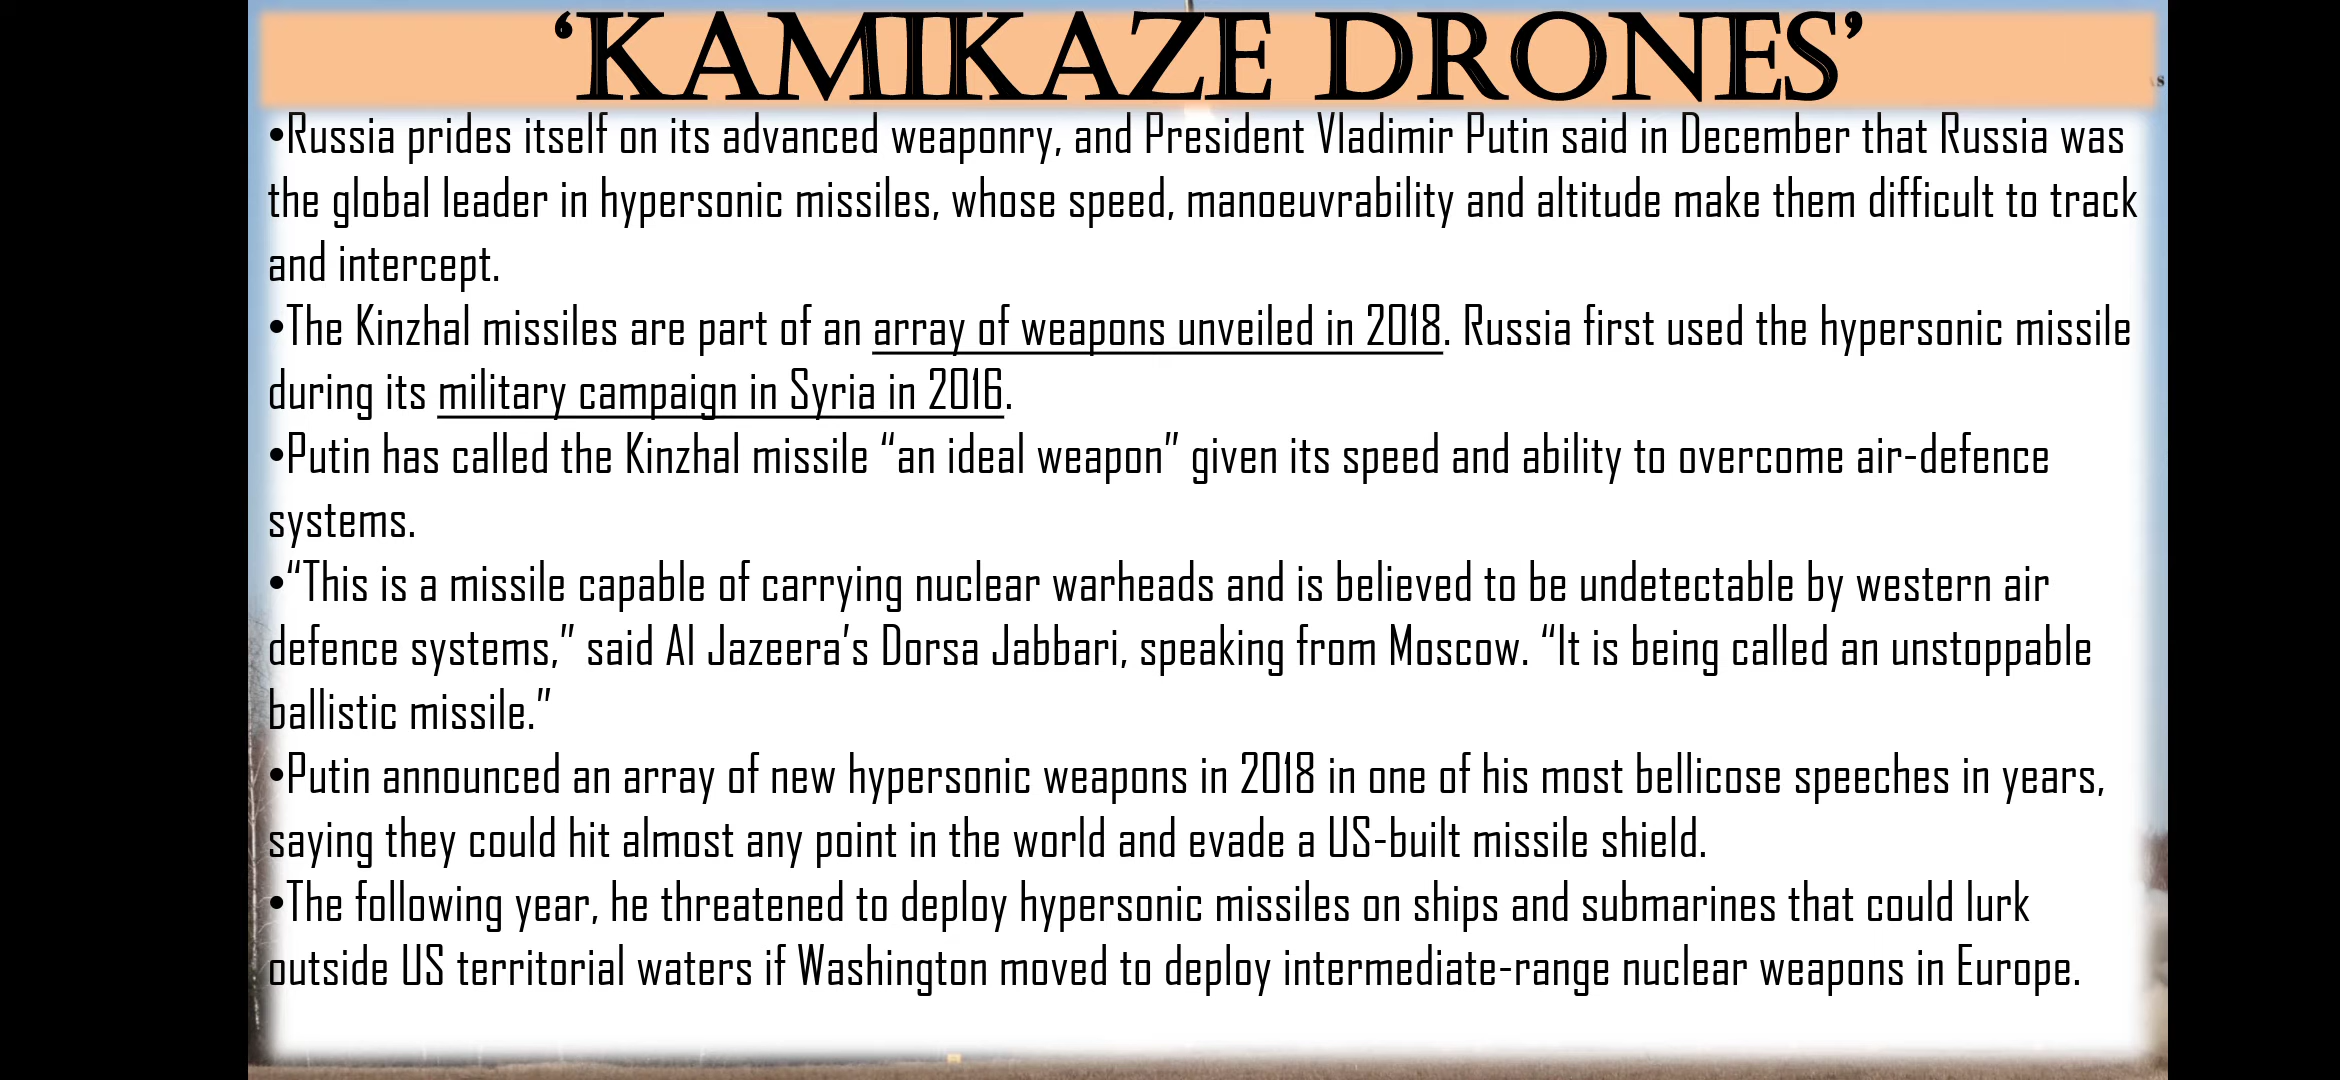 ‘KAMIKAZE DRONES’
•Russia prides itself on its advanced weaponry, and President Vladimir Putin said in December that Russia was
the global leader in hypersonic missiles, whose speed, manoeuvrability and altitude make them difficult to track
and intercept.
•The Kinzhal missiles are part of an array of weapons unveiled in 2018. Russia first used the hypersonic missile
during its military campaign in Syria in 2016.
•Putin has called the Kinzhal missile “an ideal weapon” given its speed and ability to overcome air-defence
systems.
•“This is a missile capable of carrying nuclear warheads and is believed to be undetectable by western air
defence systems,” said Al Jazeera’s Dorsa Jabbari, speaking from Moscow. “It is being called an unstoppable
ballistic missile.”
•Putin announced an array of new hypersonic weapons in 2018 in one of his most bellicose speeches in years,
saying they could hit almost any point in the world and evade a US-built missile shield.
•The following year, he threatened to deploy hypersonic missiles on ships and submarines that could lurk
outside US territorial waters if Washington moved to deploy intermediate-range nuclear weapons in Europe.